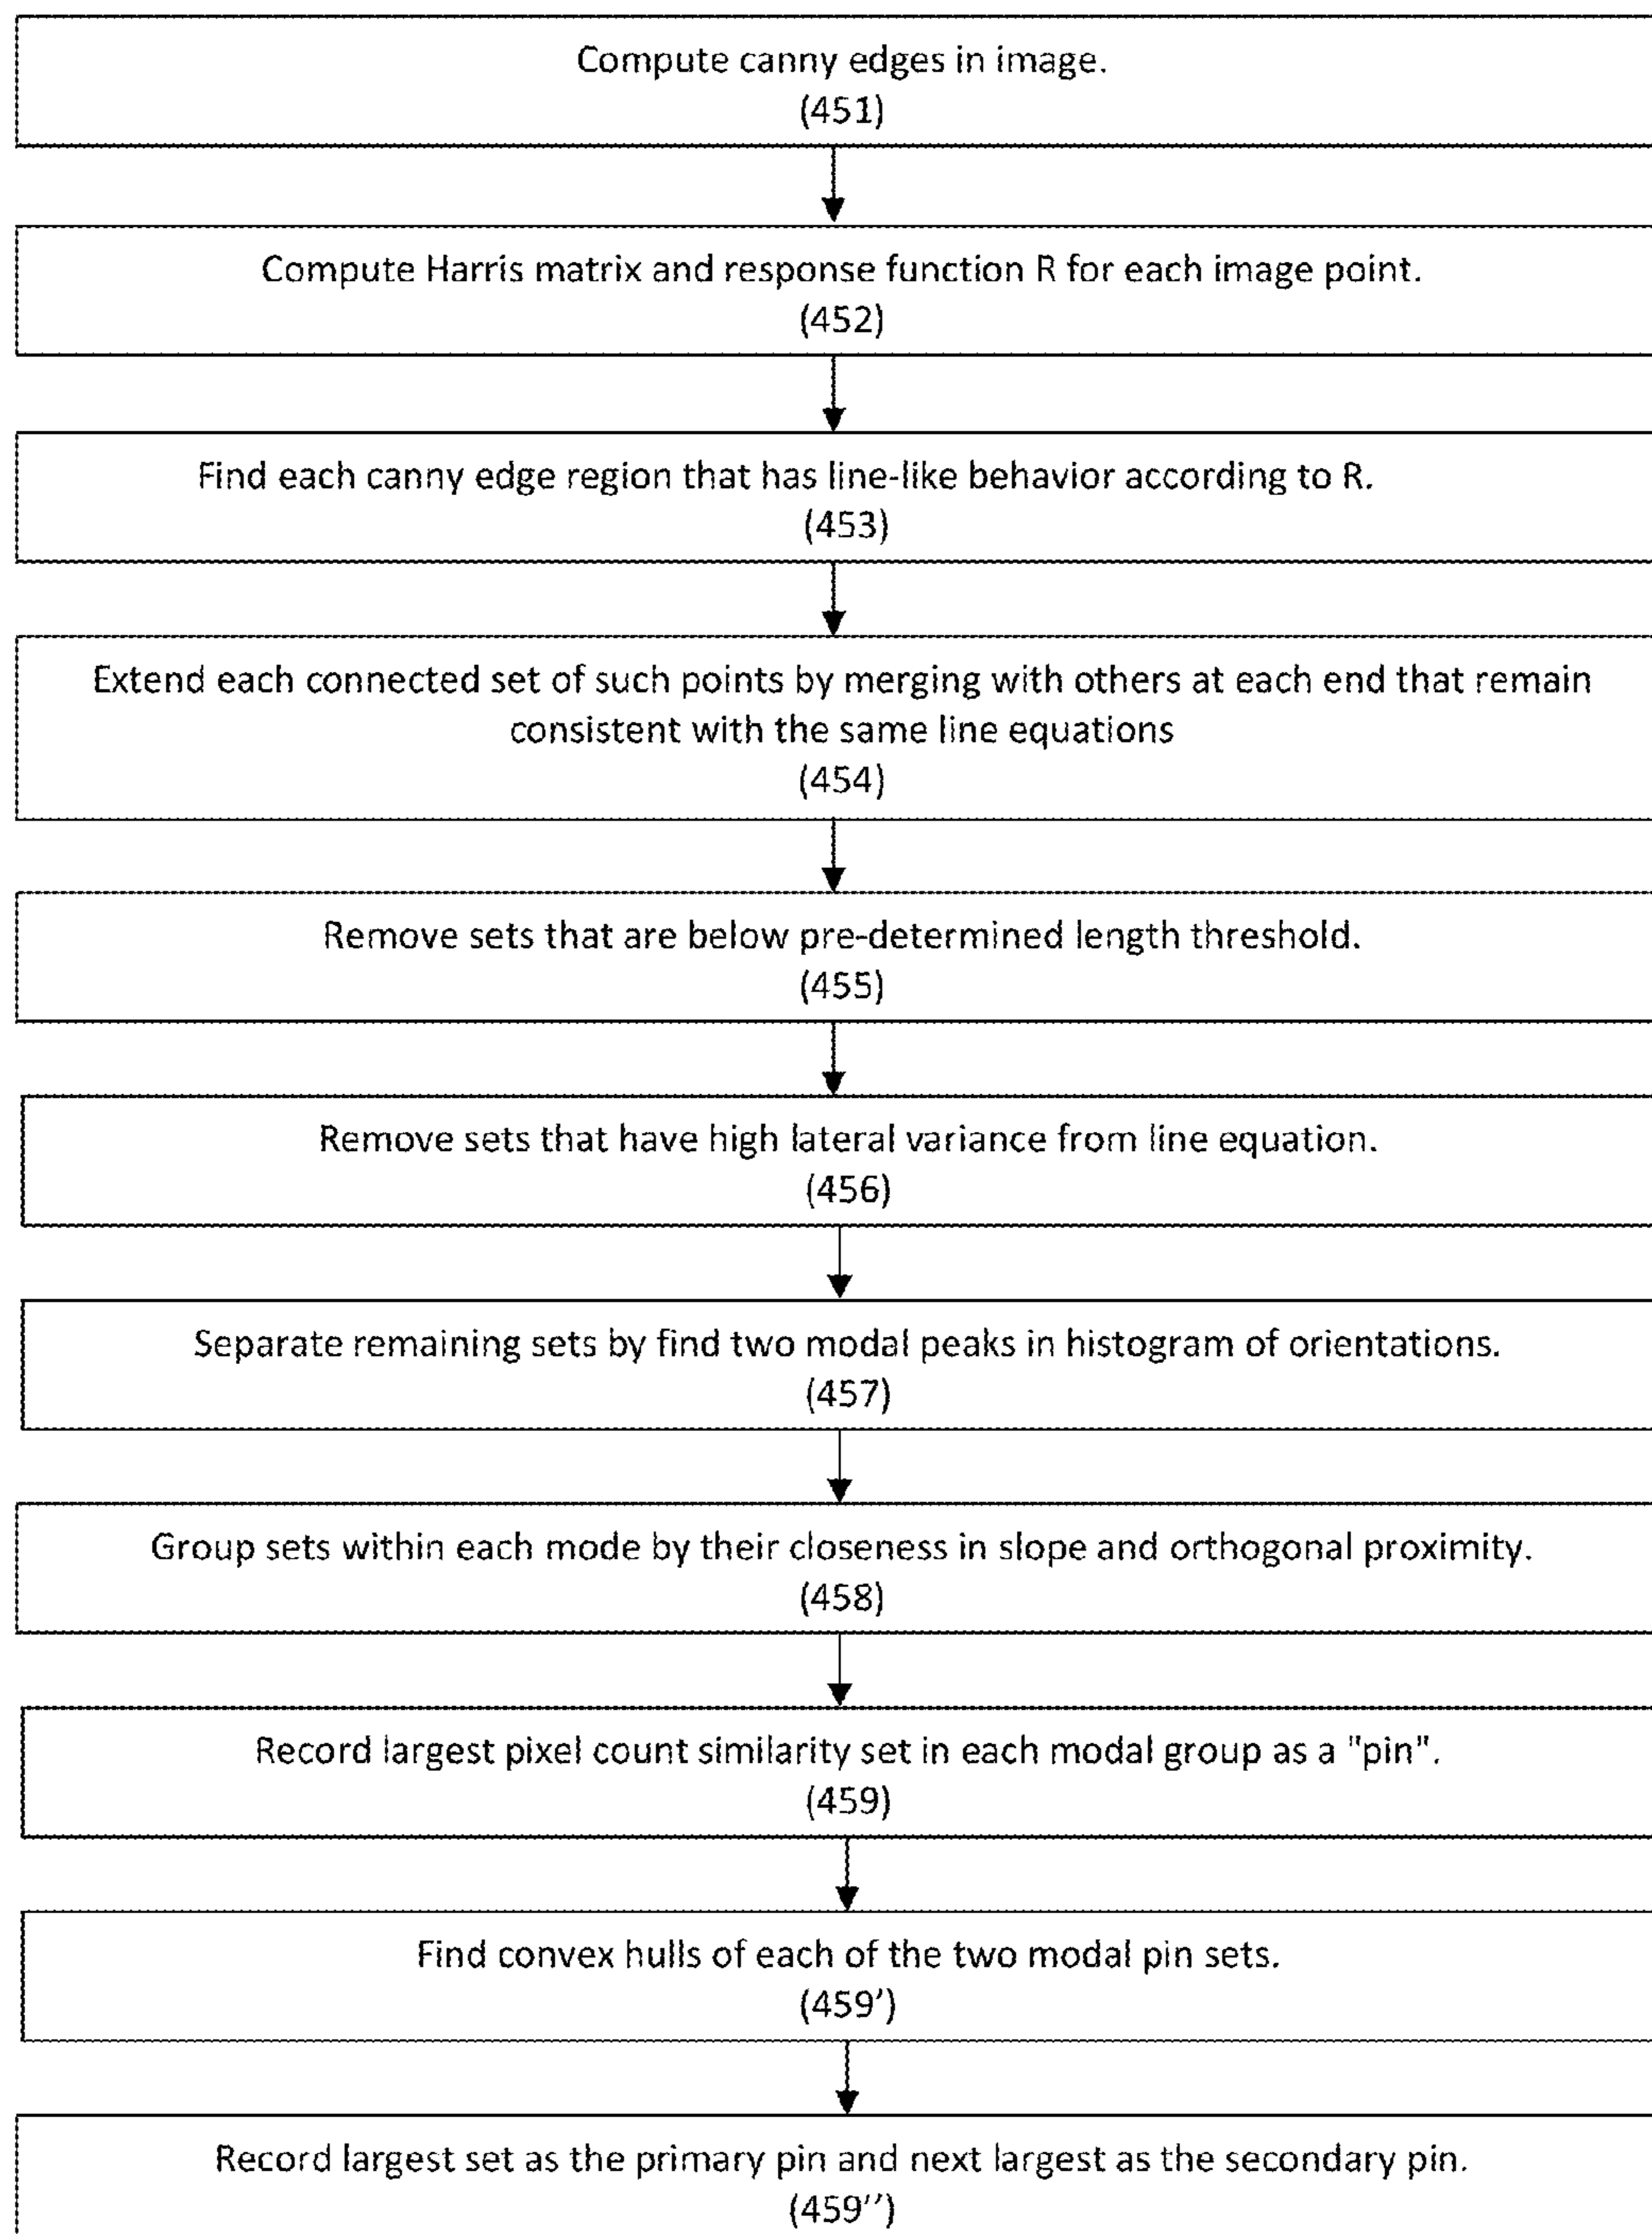 Compute canny edges in image.
(451)
Compute Harris matrix and response function R for each image point.
(452)
Find each canny edge region that has line-like behavior according to R.
(453)
Extend each connected set of such points by merging with others at each end that remain
consistent with the same line equations
(454)
Remove sets that are below pre-determined length threshold.
(455)
Remove sets that have high lateral variance from line equation.
(456)
Separate remaining sets by find two modal peaks in histogram of orientations.
(457)
Group sets within each mode by their closeness in slope and orthogonal proximity.
(458)
Record largest pixel count similarity set in each modal group as a "pin".
(459)
Find convex hulls of each of the two modal pin sets.
(459')
Record largest set as the primary pin and next largest as the secondary pin.
(459'')